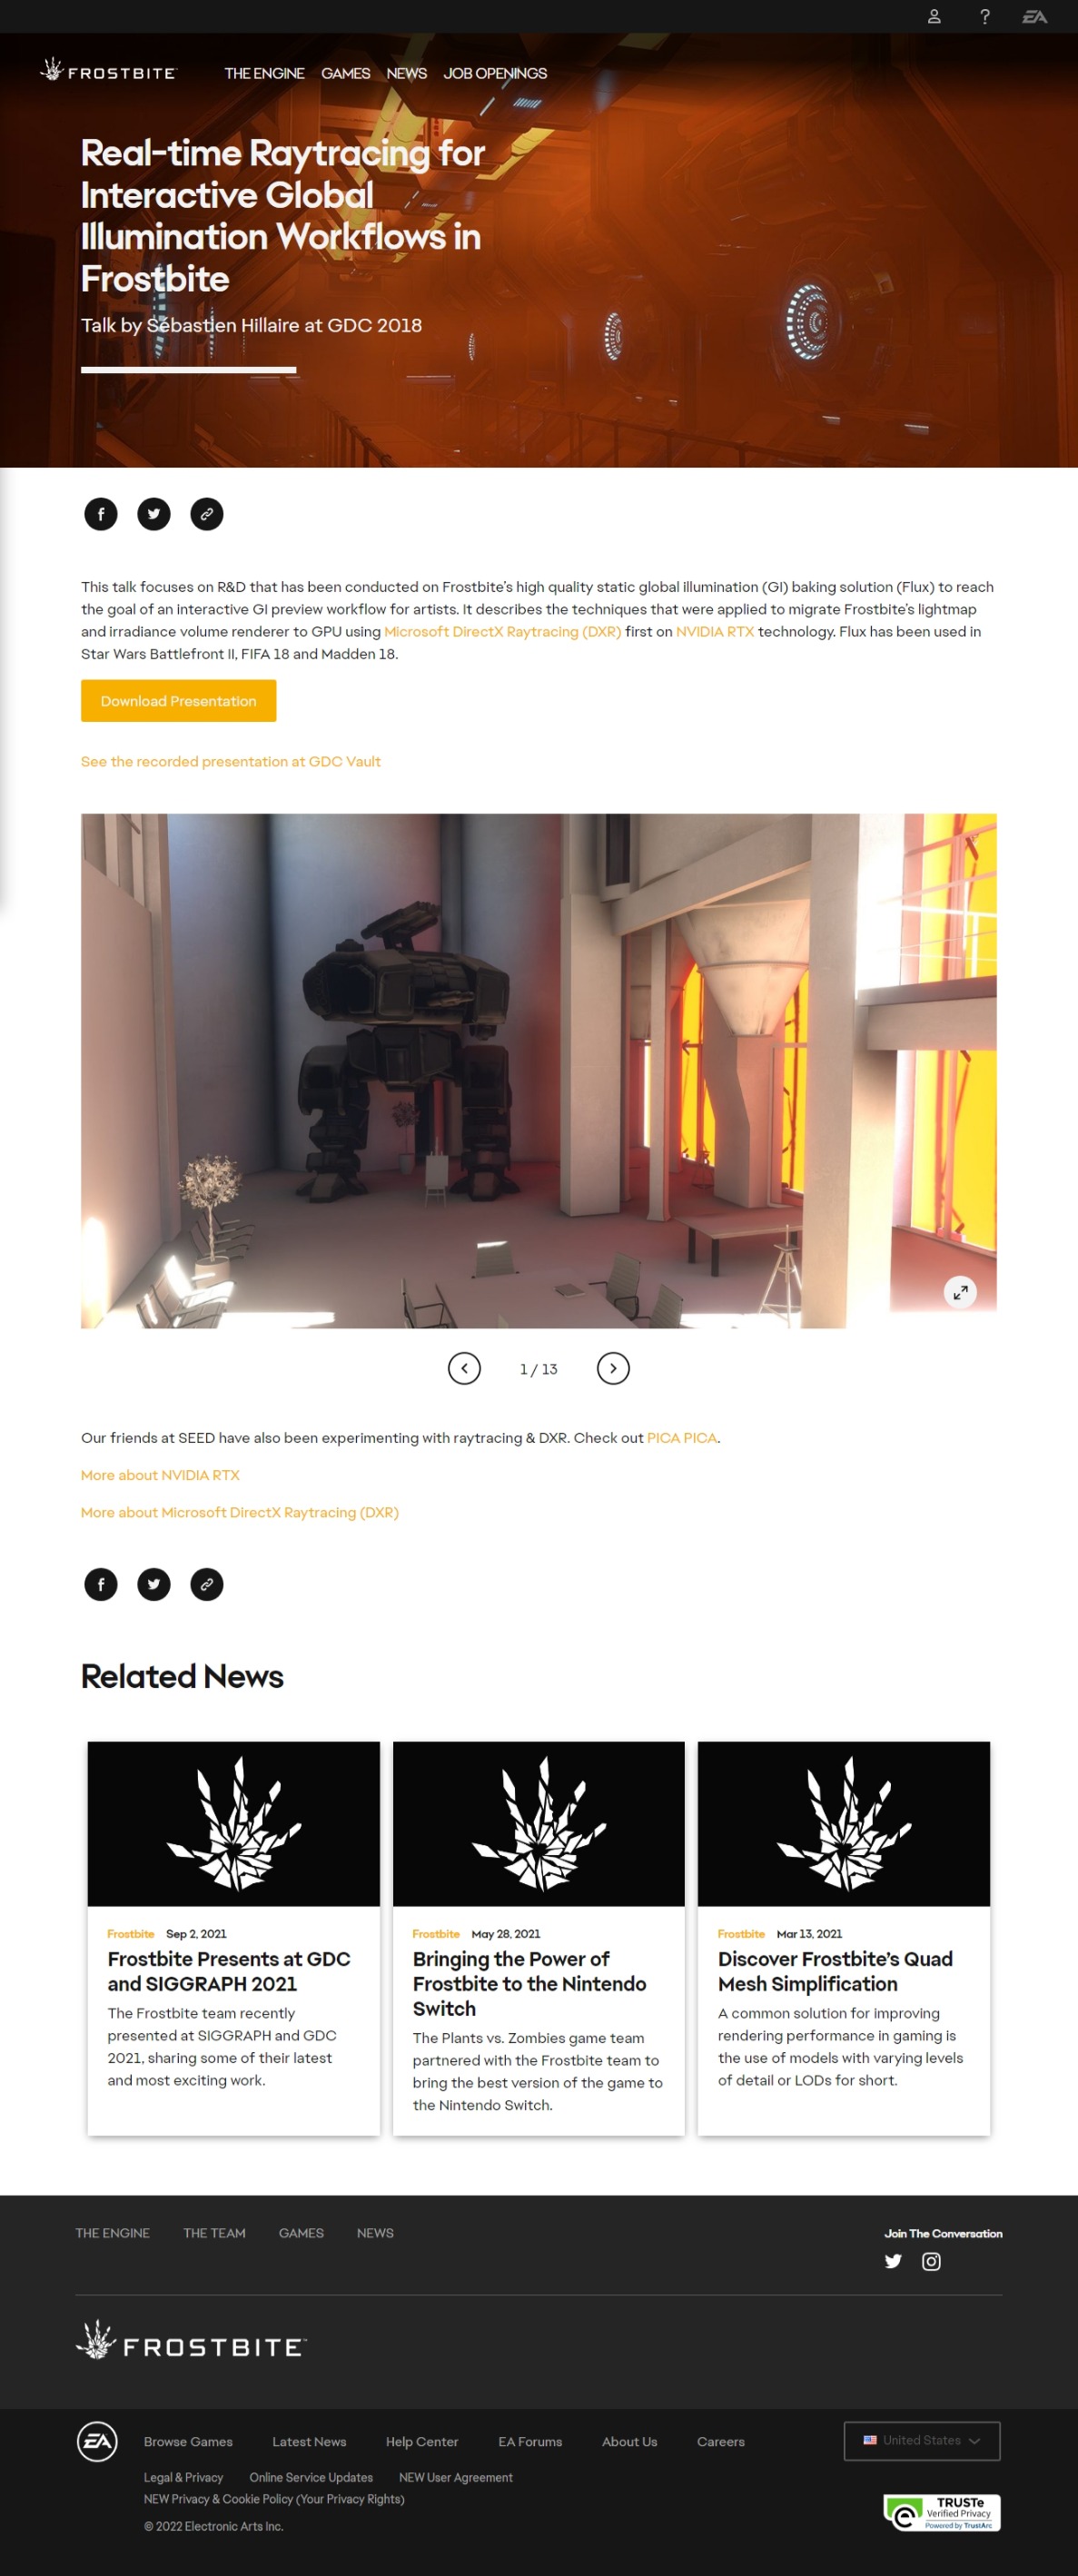 FROSTBITE
THE ENGINE GAMES NEWS JOB OPENINGS
Real-time Raytracing for
Interactive Global
Illumination Workflows in
Frostbite
Talk by Sébastien Hillaire at GDC 2018
This talk focuses on R&D that has been conducted on Frostbite's high quality static global illumination (GI) baking solution (Flux) to reach
the goal of an interactive GI preview workflow for artists. It describes the techniques that were applied to migrate Frostbite's lightmap
and irradiance volume renderer to GPU using Microsoft DirectX Raytracing (DXR) first on NVIDIA RTX technology. Flux has been used in
Star Wars Battlefront II, FIFA 18 and Madden 18.
Download Presentation
See the recorded presentation at GDC Vault
1 / 13
Our friends at SEED have also been experimenting with raytracing & DXR. Check out PICA PICA.
More about NVIDIA RTX
More about Microsoft DirectX Raytracing (DXR)
Related News
Frostbite Sep 2, 2021
Frostbite Presents at GDC
and SIGGRAPH 2021
The Frostbite team recently
presented at SIGGRAPH and GDC
2021, sharing some of their latest
and most exciting work.
Frostbite May 28, 2021
Bringing the Power of
Frostbite to the Nintendo
Switch
The Plants vs. Zombies game team
partnered with the Frostbite team to
bring the best version of the game to
the Nintendo Switch.
Frostbite Mar 13, 2021
Discover Frostbite's Quad
Mesh Simplification
A common solution for improving
rendering performance in gaming is
the use of models with varying levels
of detail or LODs for short.
THE ENGINE THE TEAM GAMES NEWS
Join The Conversation
FROSTBITE™
EA
Browse Games Latest News Help Center EA Forums About Us Careers
United States
Legal & Privacy Online Service Updates NEW User Agreement
NEW Privacy & Cookie Policy (Your Privacy Rights)
© 2022 Electronic Arts Inc.
TRUSTe
Verified Privacy
Powered by TrustArc